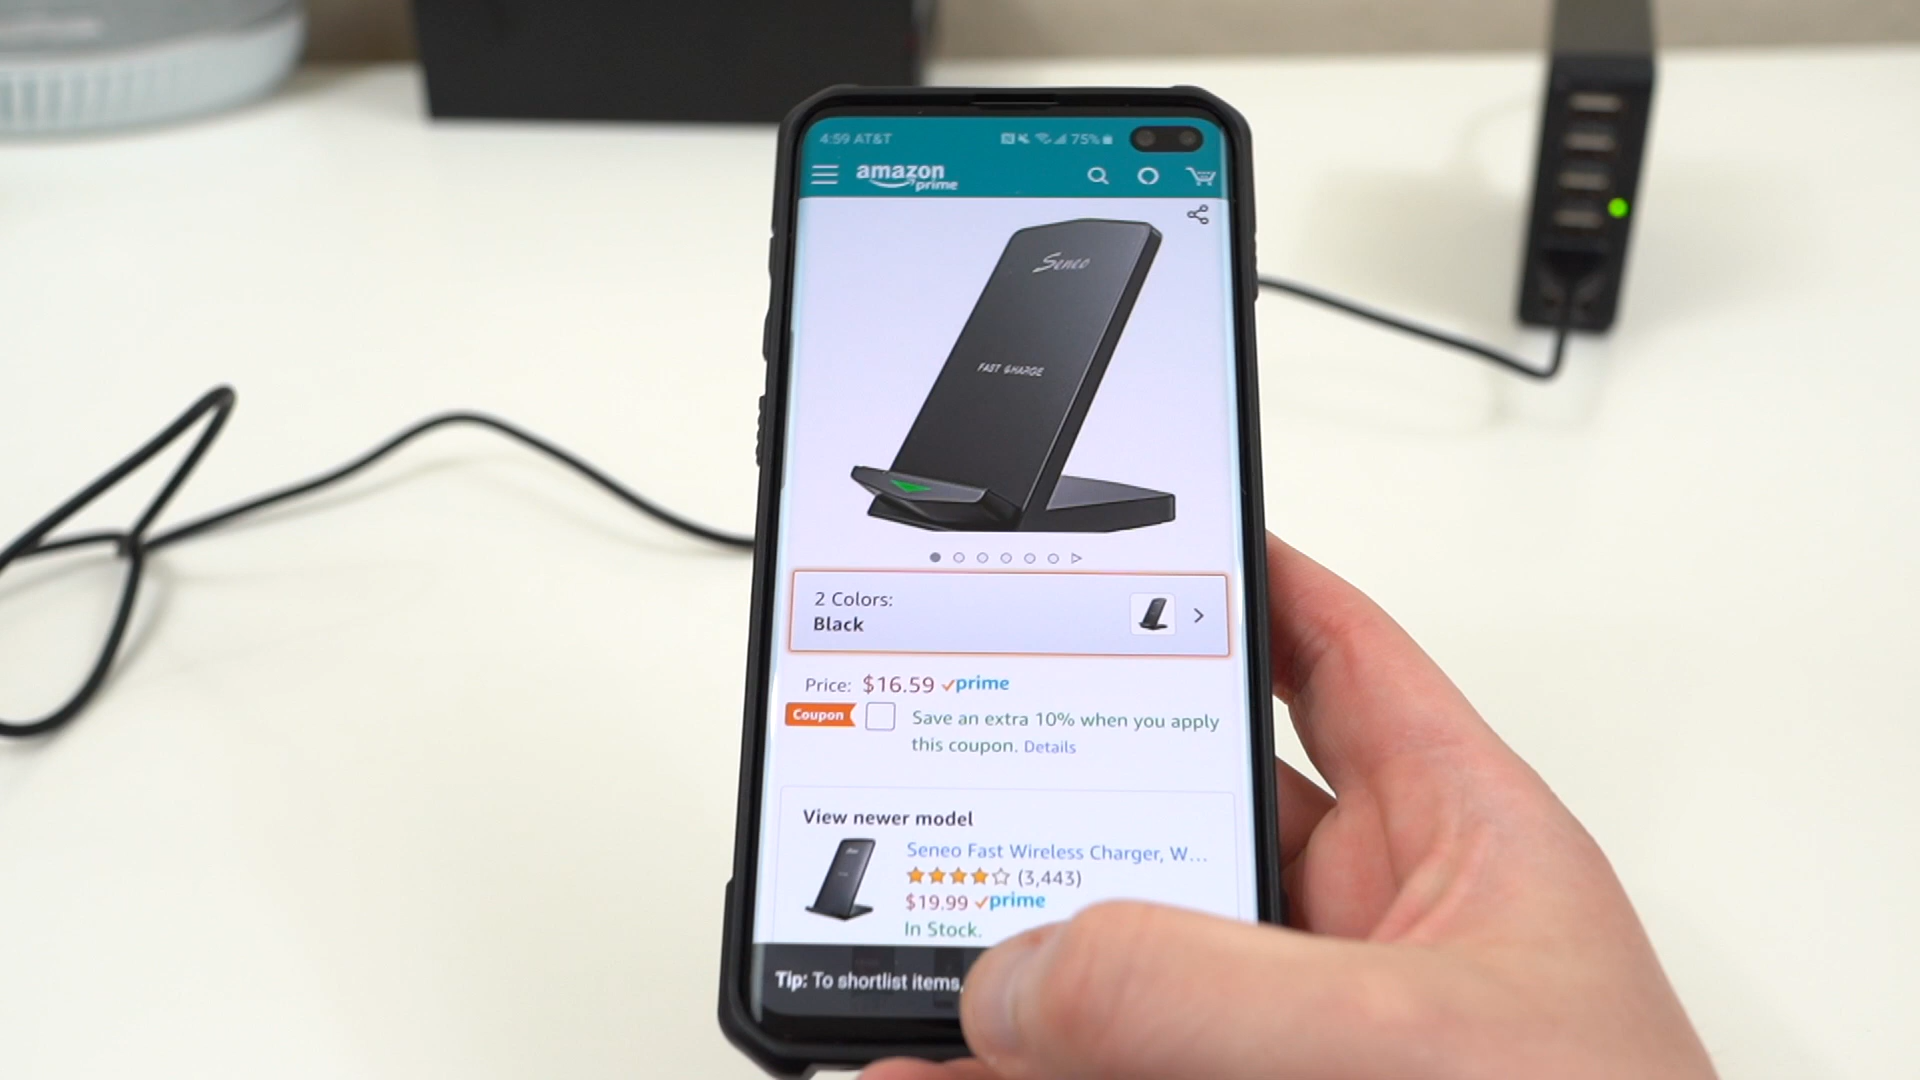 4:59 AT&T 75%
amazon
prime
Seneo
FAST CHARGE
2 Colors:
Black
Price: $16.59 prime
Coupon Save an extra 10% when you apply
this coupon. Details
View newer model
Seneo Fast Wireless Charger, W...
(3,443)
$19.99 prime
In Stock.
Tip: To shortlist items,